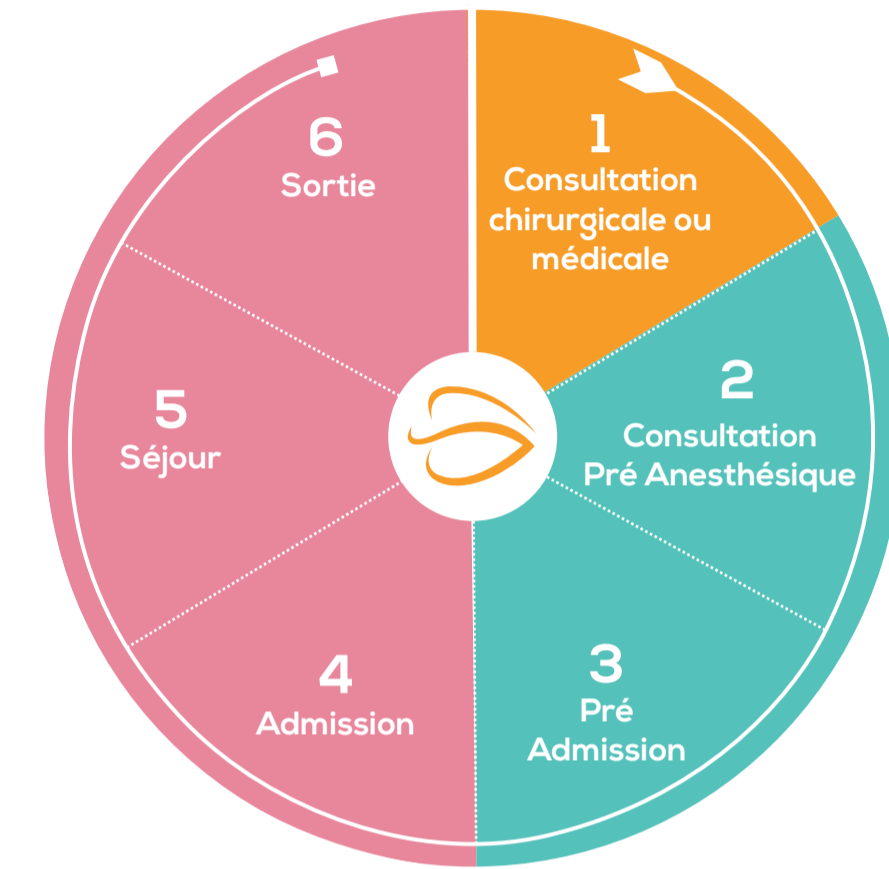 1
Consultation
chirurgicale ou
médicale
2
Consultation
Pré Anesthésique
3
Pré
Admission
4
Admission
5
Séjour
6
Sortie